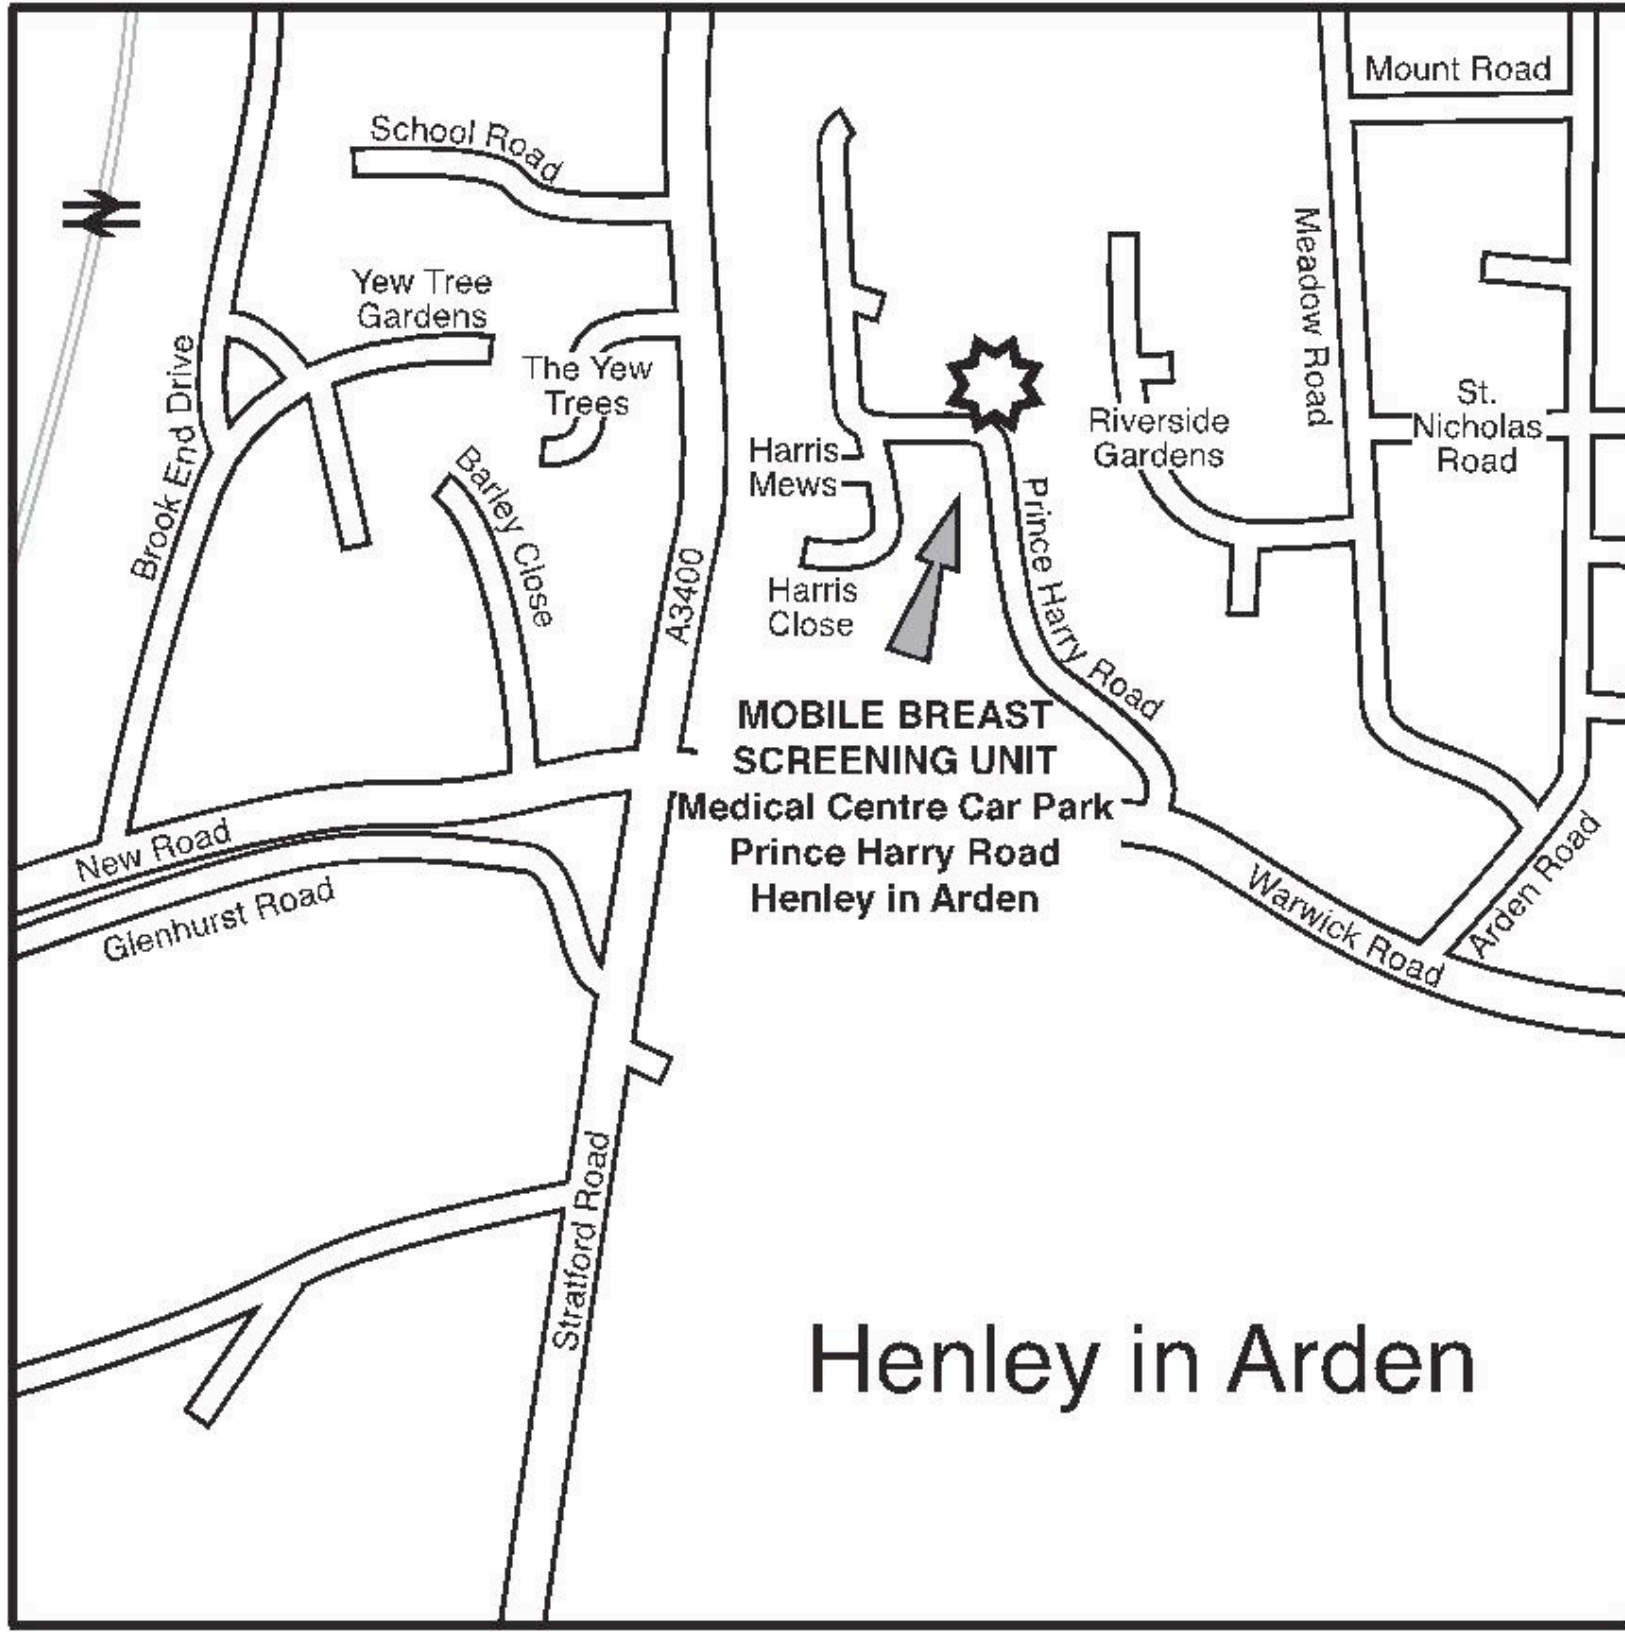 Mount Road
School Road
Meadow Road
Yew Tree
Gardens
The Yew
Trees
Brook End Drive
St.
Nicholas
Road
Riverside
Gardens
Harris
Mews
Barley Close
Prince Harry Road
A3400
Harris
Close
MOBILE BREAST
SCREENING UNIT
Medical Centre Car Park
Prince Harry Road
Henley in Arden
New Road
Glenhurst Road
Warwick Road
Arden Road
Stratford Road
Henley in Arden